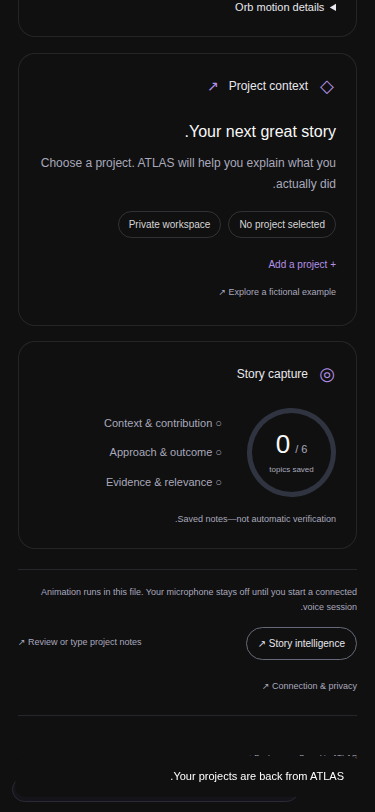 Orb motion details ◀
◇ Project context ↗
Your next great story.
Choose a project. ATLAS will help you explain what you
actually did.
No project selected
Private workspace
Add a project +
Explore a fictional example ↗
◎ Story capture
0 / 6
topics saved
Context & contribution ○
Approach & outcome ○
Evidence & relevance ○
Saved notes—not automatic verification.
Animation runs in this file. Your microphone stays off until you start a connected
voice session.
Story intelligence ↗
Review or type project notes ↗
Connection & privacy ↗
Your projects are back from ATLAS.